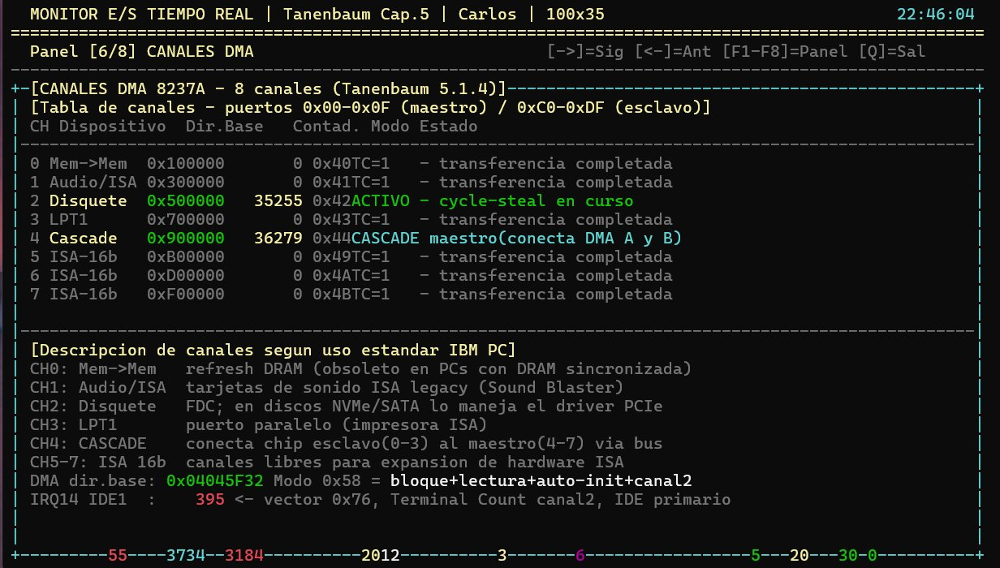 MONITOR E/S TIEMPO REAL | Tanenbaum Cap.5 | Carlos | 100x35 22:46:04
Panel [6/8] CANALES DMA [->]=Sig [<-]=Ant [F1-F8]=Panel [Q]=Sal
[CANALES DMA 8237A - 8 canales (Tanenbaum 5.1.4)]
[Tabla de canales - puertos 0x00-0x0F (maestro) / 0xC0-0xDF (esclavo)]
CH Dispositivo Dir.Base Contad. Modo Estado
0 Mem->Mem 0x100000 0 0x40TC=1 - transferencia completada
1 Audio/ISA 0x300000 0 0x41TC=1 - transferencia completada
2 Disquete 0x500000 35255 0x42ACTIVO - cycle-steal en curso
3 LPT1 0x700000 0 0x43TC=1 - transferencia completada
4 Cascade 0x900000 36279 0x44CASCADE maestro(conecta DMA A y B)
5 ISA-16b 0xB00000 0 0x49TC=1 - transferencia completada
6 ISA-16b 0xD00000 0 0x4ATC=1 - transferencia completada
7 ISA-16b 0xF00000 0 0x4BTC=1 - transferencia completada
[Descripcion de canales segun uso estandar IBM PC]
CH0: Mem->Mem refresh DRAM (obsoleto en PCs con DRAM sincronizada)
CH1: Audio/ISA tarjetas de sonido ISA legacy (Sound Blaster)
CH2: Disquete FDC; en discos NVMe/SATA lo maneja el driver PCIe
CH3: LPT1 puerto paralelo (impresora ISA)
CH4: CASCADE conecta chip esclavo(0-3) al maestro(4-7) via bus
CH5-7: ISA 16b canales libres para expansion de hardware ISA
DMA dir.base: 0x04045F32 Modo 0x58 = bloque+lectura+auto-init+canal2
IRQ14 IDE1 : 395 <- vector 0x76, Terminal Count canal2, IDE primario
55----3734--3184----------2012----------3-------6-----------------5---20---30-0